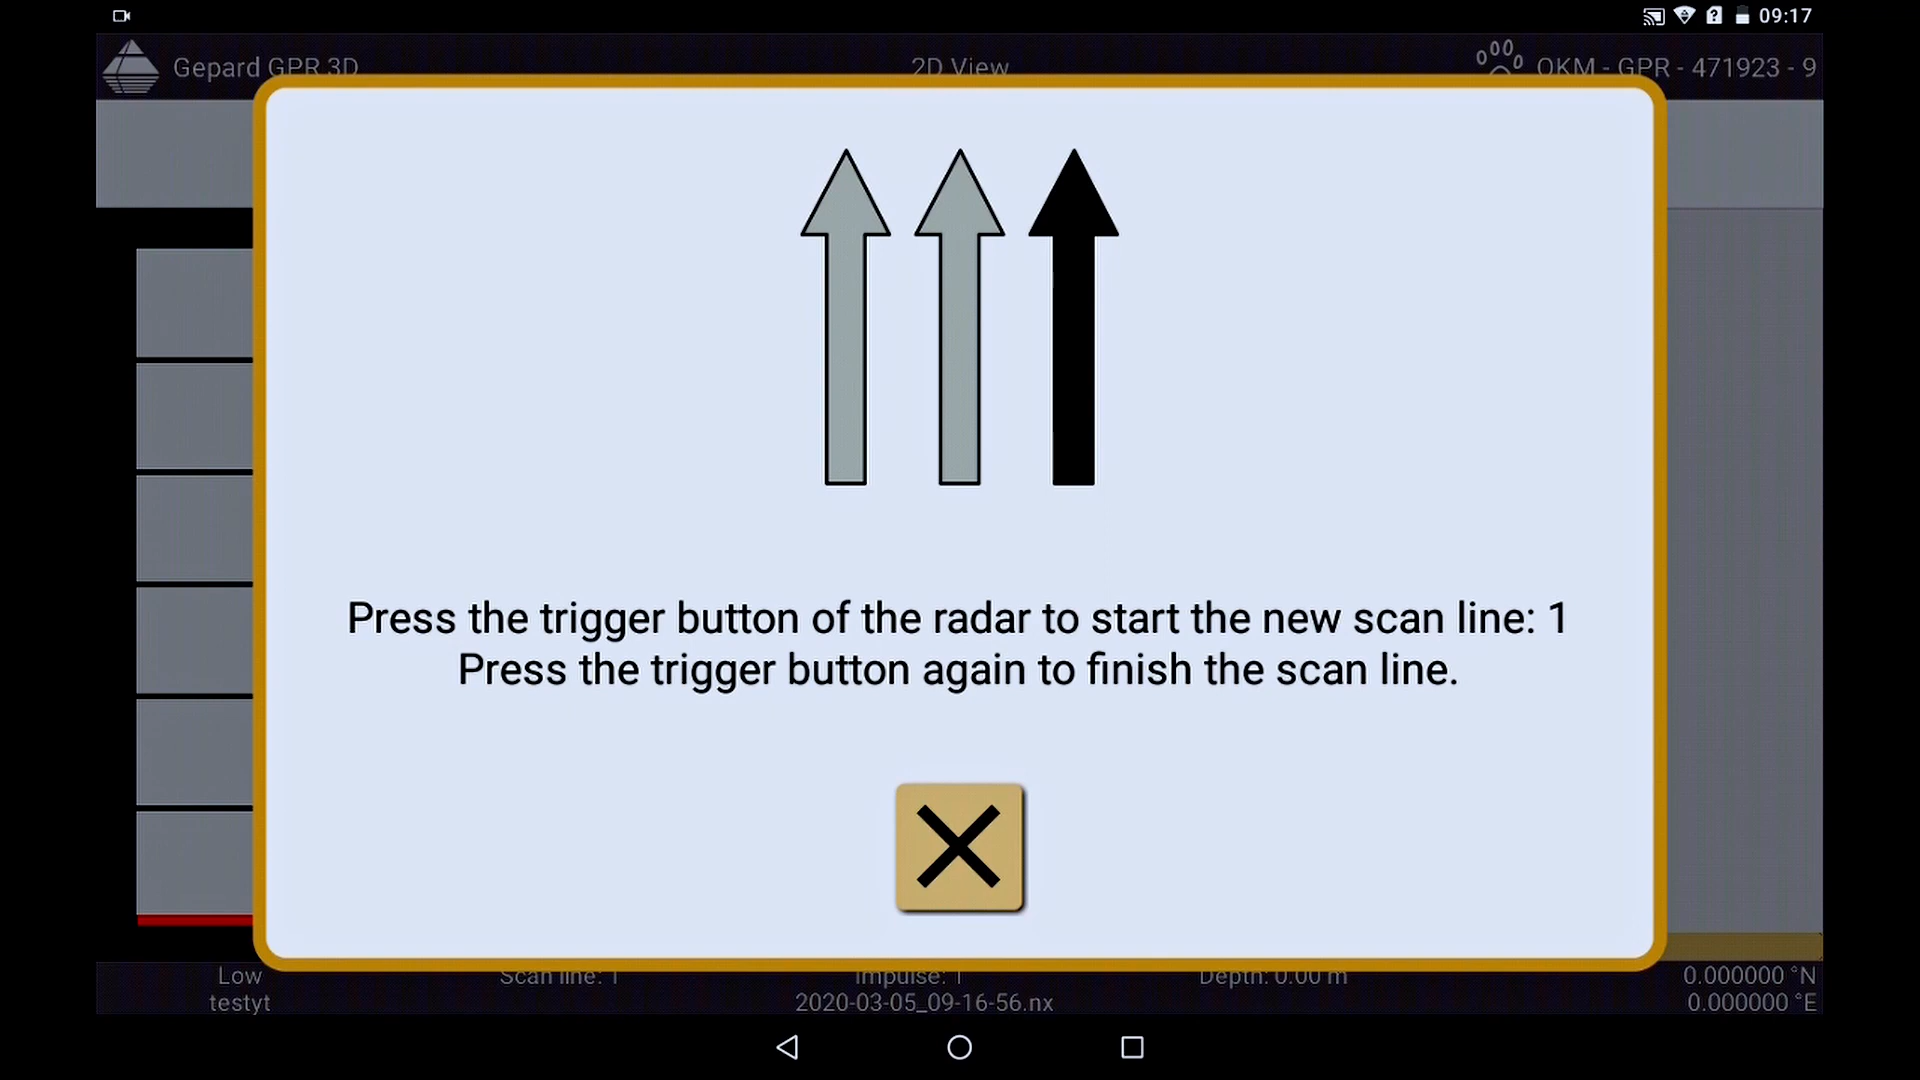 09:17
Gepard GPR 3D
2D View
OKM - GPR - 471923 - 9
Press the trigger button of the radar to start the new scan line: 1
Press the trigger button again to finish the scan line.
Low
Scan line: 1
Impulse: 1
Depth: 0.00 m
0.000000 °N
testyt
2020-03-05_09-16-56.nx
0.000000 °E